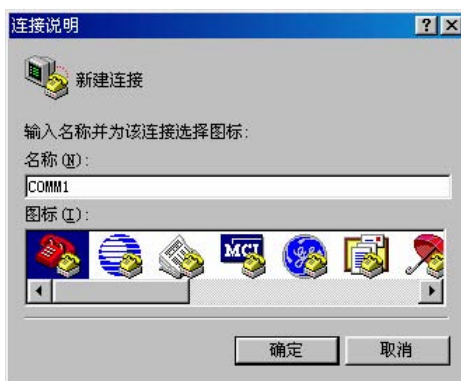 连接说明
新建连接
输入名称并为该连接选择图标:
名称(N):
COMM1
图标(I):
MCI
确定
取消